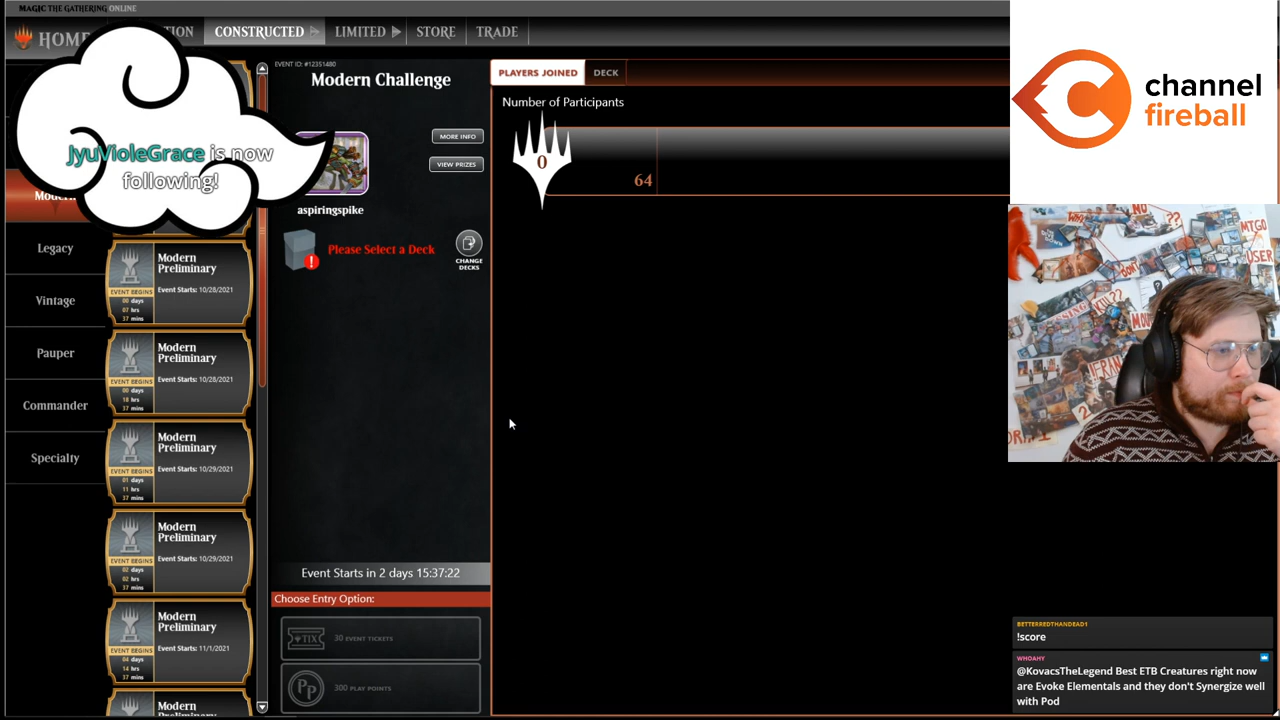 MAGIC THE GATHERING ONLINE
HOME
CONSTRUCTED
LIMITED
STORE
TRADE
JyuVioleGrace is now
following!
Legacy
Vintage
Pauper
Commander
Specialty
Modern
Preliminary
EVENT BEGINS
00 days
07 hrs
37 mins
Event Starts: 10/28/2021
Modern
Preliminary
EVENT BEGINS
00 days
18 hrs
37 mins
Event Starts: 10/28/2021
Modern
Preliminary
EVENT BEGINS
01 days
11 hrs
37 mins
Event Starts: 10/29/2021
Modern
Preliminary
EVENT BEGINS
02 days
02 hrs
37 mins
Event Starts: 10/29/2021
Modern
Preliminary
EVENT BEGINS
04 days
14 hrs
37 mins
Event Starts: 11/1/2021
Modern
EVENT ID: #12351480
Modern Challenge
MORE INFO
VIEW PRIZES
aspiringspike
Please Select a Deck
CHANGE
DECKS
Event Starts in 2 days 15:37:22
Choose Entry Option:
TIX
30 EVENT TICKETS
PP
300 PLAY POINTS
PLAYERS JOINED
DECK
Number of Participants
0
64
channel
fireball
MTGO
USER
BETTERREDTHANDEAD1
!score
WHOAHY
@KovacsTheLegend Best ETB Creatures right now
are Evoke Elementals and they don't Synergize well
with Pod